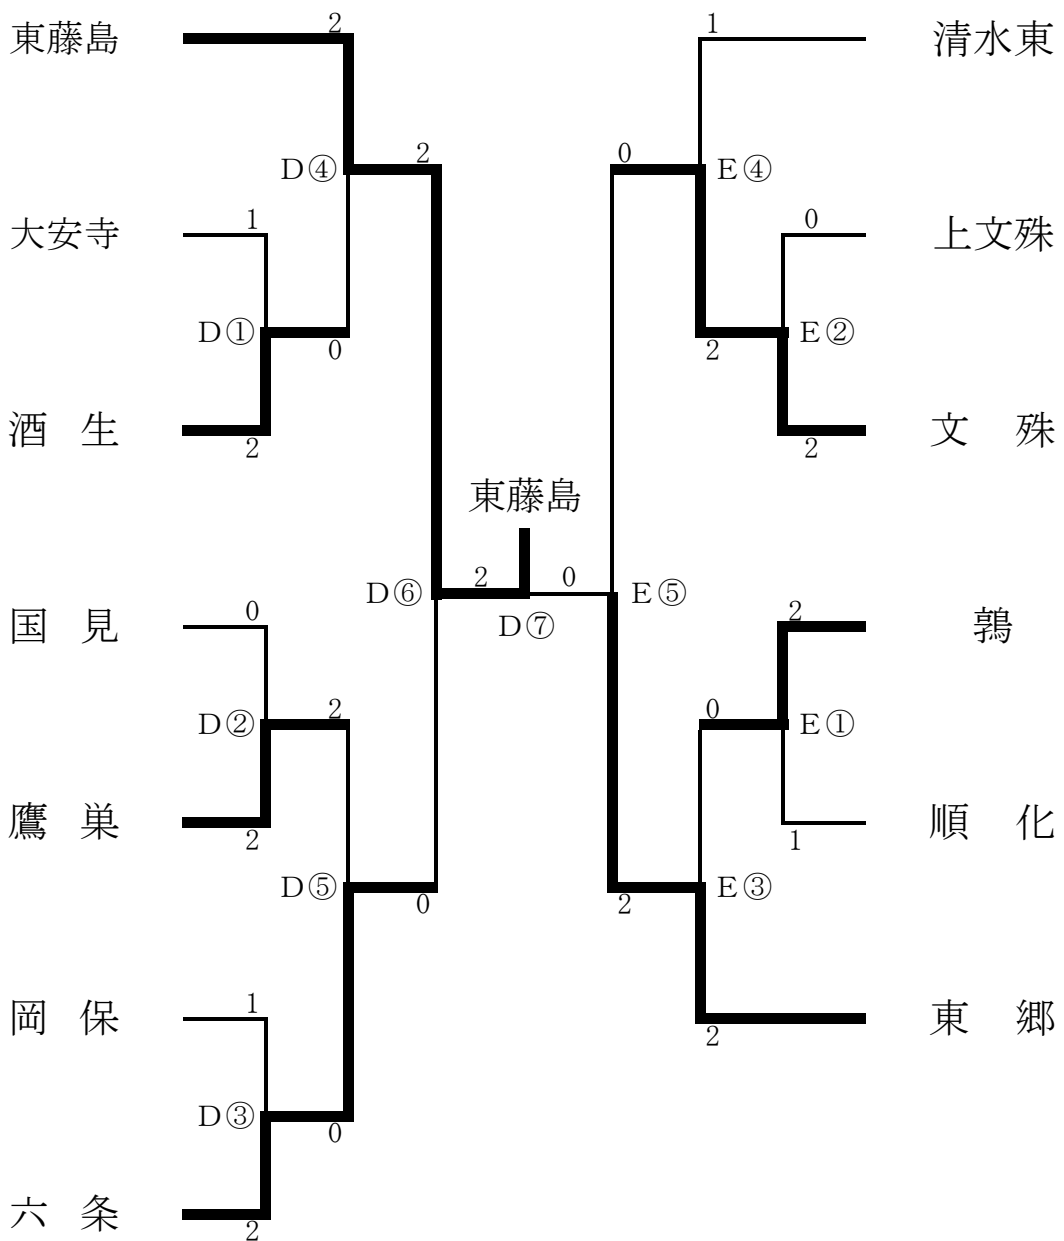 東藤島 2 1 清水東
D④ 2 0 E④
大安寺 1 0 上文殊
D① 0 2 E②
酒生 2 2 文殊
東藤島
D⑥ 2 0 E⑤
D⑦
国見 0 2 鶉
D② 2 0 E①
鷹巣 2 1 順化
D⑤ 0 2 E③
岡保 1 2 東郷
D③ 0
六条 2